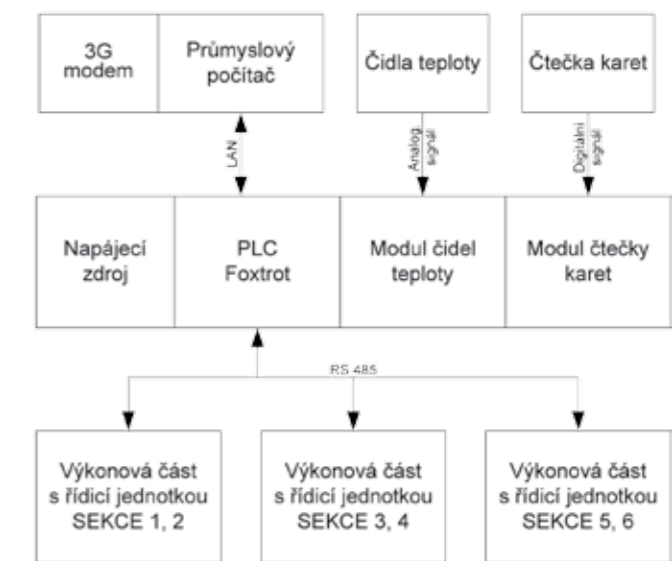 3G
modem
Průmyslový
počítač
Čidla teploty
Čtečka karet
LAN
Analog.
signál
Digitální
signál
Napájecí
zdroj
PLC
Foxtrot
Modul čidel
teploty
Modul čtečky
karet
RS 485
Výkonová část
s řídicí jednotkou
SEKCE 1, 2
Výkonová část
s řídicí jednotkou
SEKCE 3, 4
Výkonová část
s řídicí jednotkou
SEKCE 5, 6